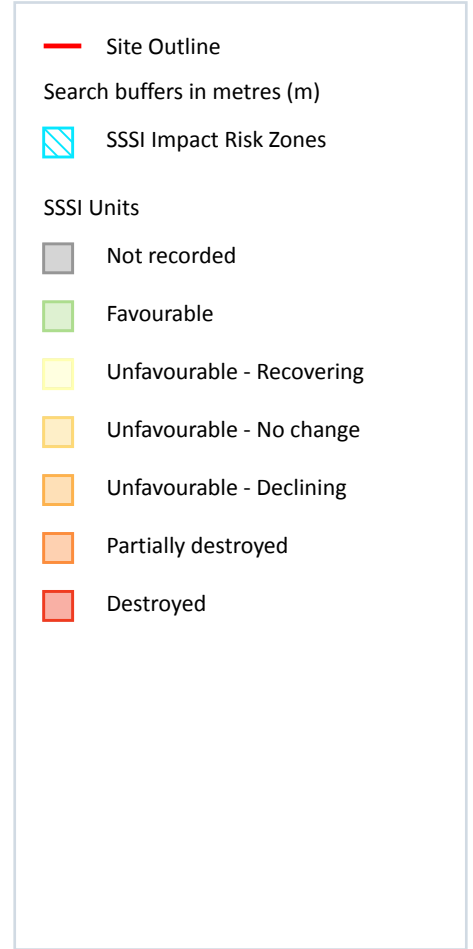 Site Outline
Search buffers in metres (m)
SSSI Impact Risk Zones
SSSI Units
Not recorded
Favourable
Unfavourable - Recovering
Unfavourable - No change
Unfavourable - Declining
Partially destroyed
Destroyed